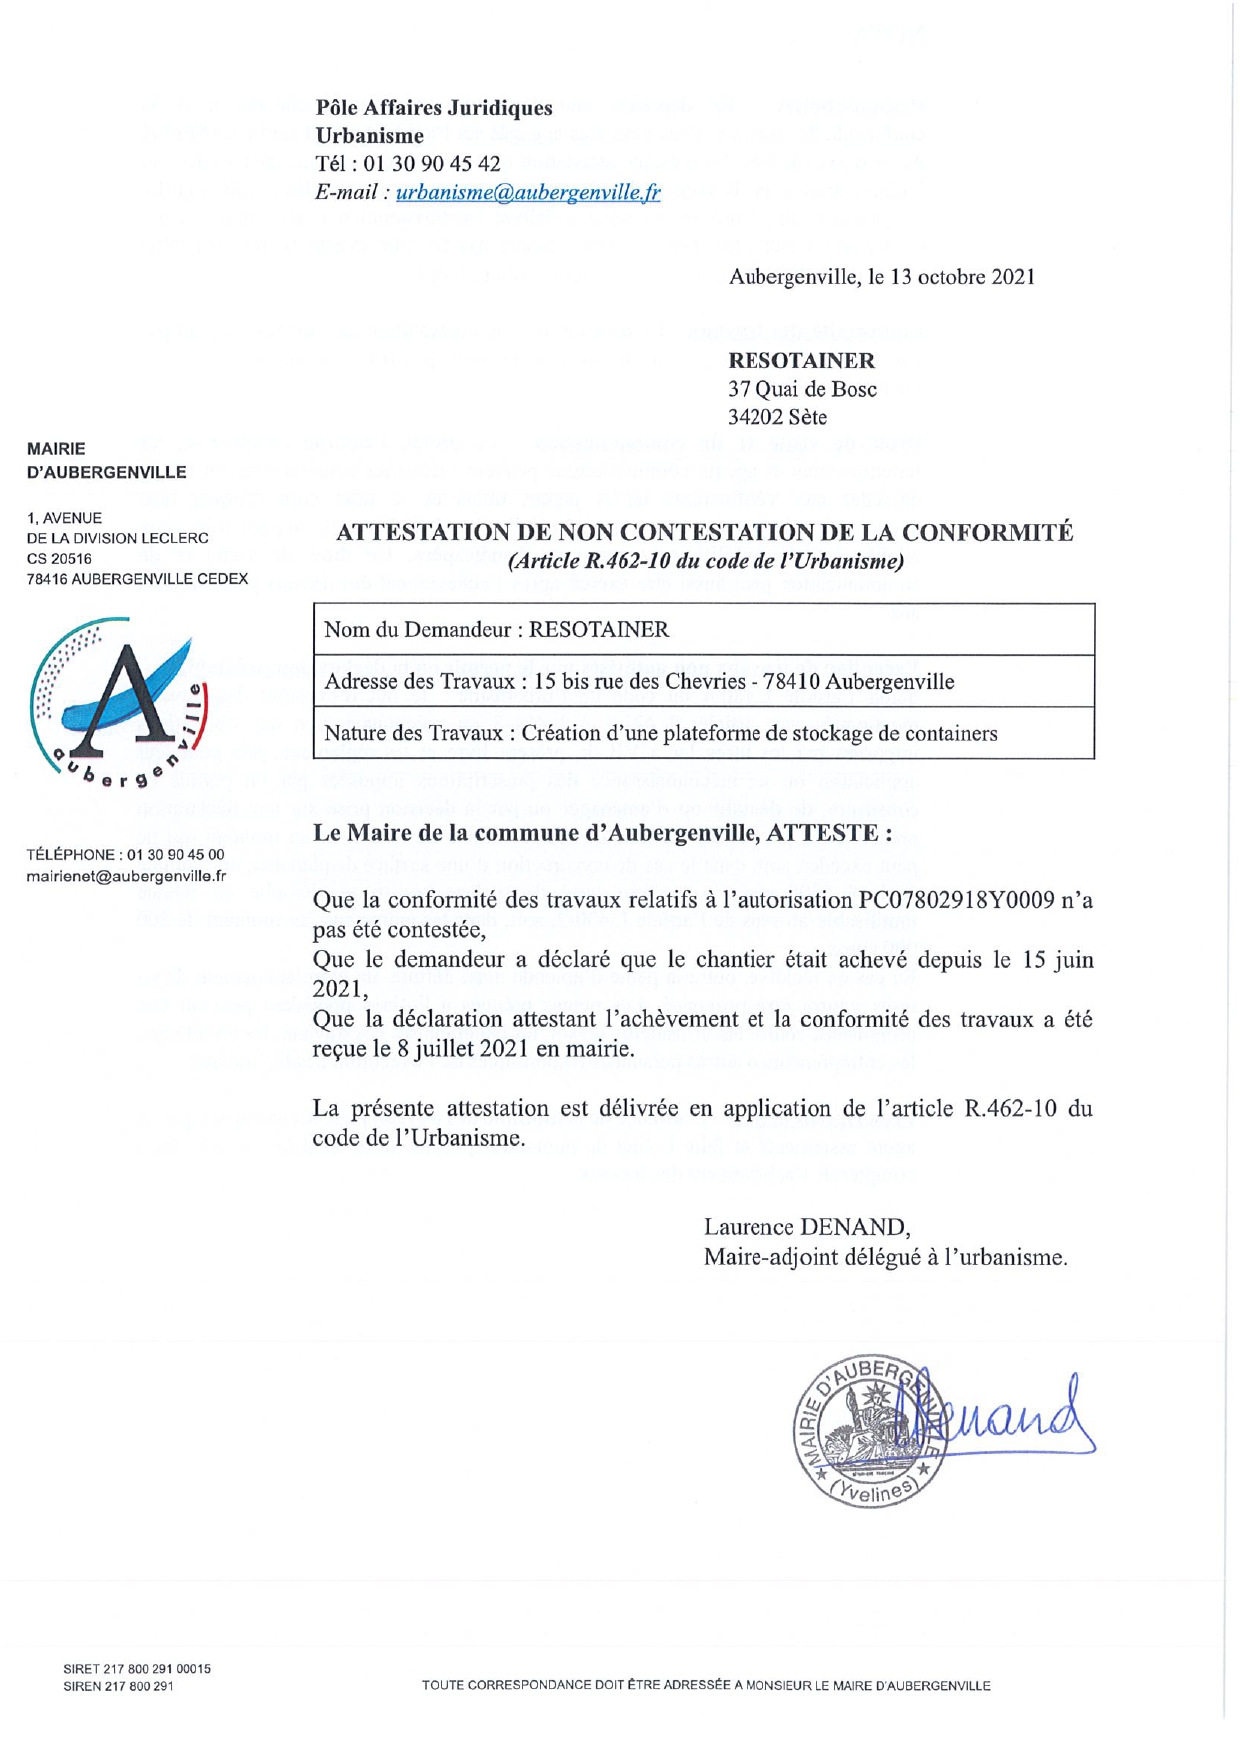 Pôle Affaires Juridiques
Urbanisme
Tél : 01 30 90 45 42
E-mail : urbanisme@aubergenville.fr
Aubergenville, le 13 octobre 2021
RESOTAINER
37 Quai de Bosc
34202 Sète
MAIRIE
D'AUBERGENVILLE
1, AVENUE
DE LA DIVISION LECLERC
CS 20516
78416 AUBERGENVILLE CEDEX
A
aubergenville
TÉLÉPHONE : 01 30 90 45 00
mairienet@aubergenville.fr
ATTESTATION DE NON CONTESTATION DE LA CONFORMITÉ
(Article R.462-10 du code de l'Urbanisme)
Nom du Demandeur : RESOTAINER
Adresse des Travaux : 15 bis rue des Chevries - 78410 Aubergenville
Nature des Travaux : Création d'une plateforme de stockage de containers
Le Maire de la commune d'Aubergenville, ATTESTE :
Que la conformité des travaux relatifs à l'autorisation PC07802918Y0009 n'a
pas été contestée,
Que le demandeur a déclaré que le chantier était achevé depuis le 15 juin
2021,
Que la déclaration attestant l'achèvement et la conformité des travaux a été
reçue le 8 juillet 2021 en mairie.
La présente attestation est délivrée en application de l'article R.462-10 du
code de l'Urbanisme.
Laurence DENAND,
Maire-adjoint délégué à l'urbanisme.
MAIRIE D'AUBERGENVILLE
(Yvelines)
Denand
SIRET 217 800 291 00015
SIREN 217 800 291
TOUTE CORRESPONDANCE DOIT ÊTRE ADRESSÉE A MONSIEUR LE MAIRE D'AUBERGENVILLE